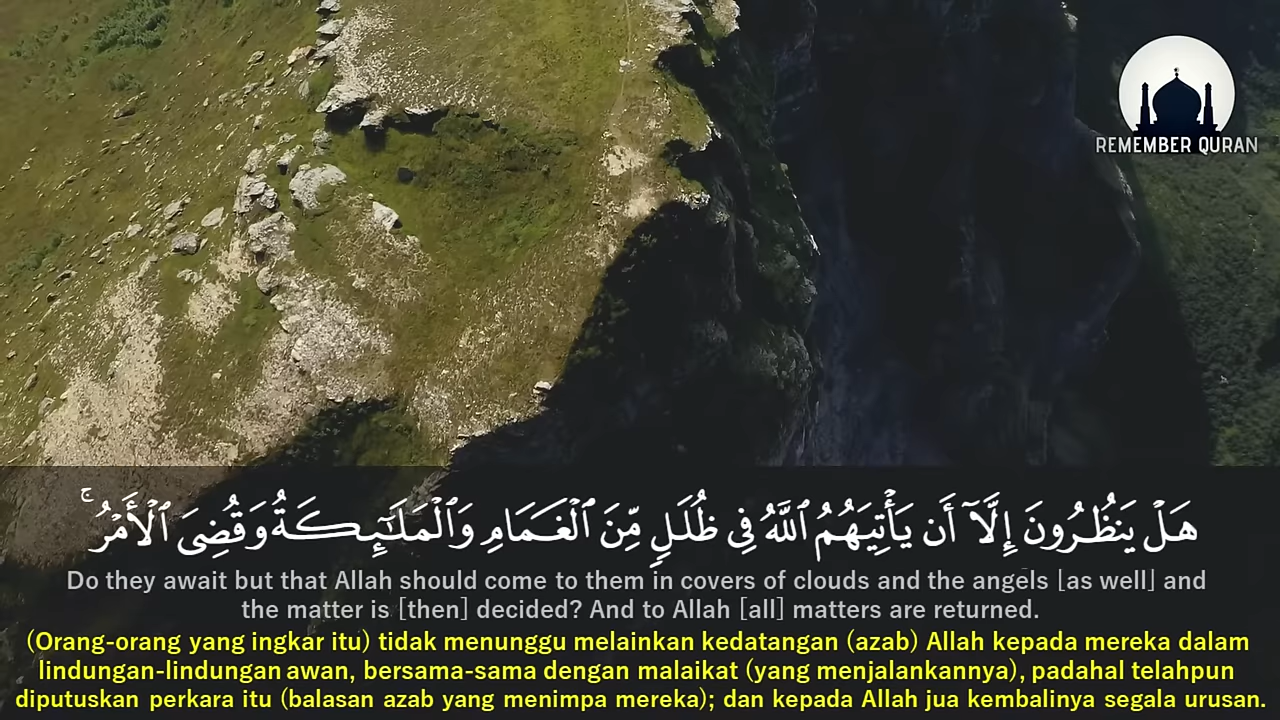 REMEMBER QURAN
هَلْ يَنظُرُونَ إِلَّآ أَن يَأْتِيَهُمُ ٱللَّهُ فِى ظُلَلٍ مِّنَ ٱلْغَمَامِ وَٱلْمَلَـٰٓئِكَةُ وَقُضِىَ ٱلْأَمْرُ ۚ
Do they await but that Allah should come to them in covers of clouds and the angels [as well] and
the matter is [then] decided? And to Allah [all] matters are returned.
(Orang-orang yang ingkar itu) tidak menunggu melainkan kedatangan (azab) Allah kepada mereka dalam
lindungan-lindungan awan, bersama-sama dengan malaikat (yang menjalankannya), padahal telahpun
diputuskan perkara itu (balasan azab yang menimpa mereka); dan kepada Allah jua kembalinya segala urusan.